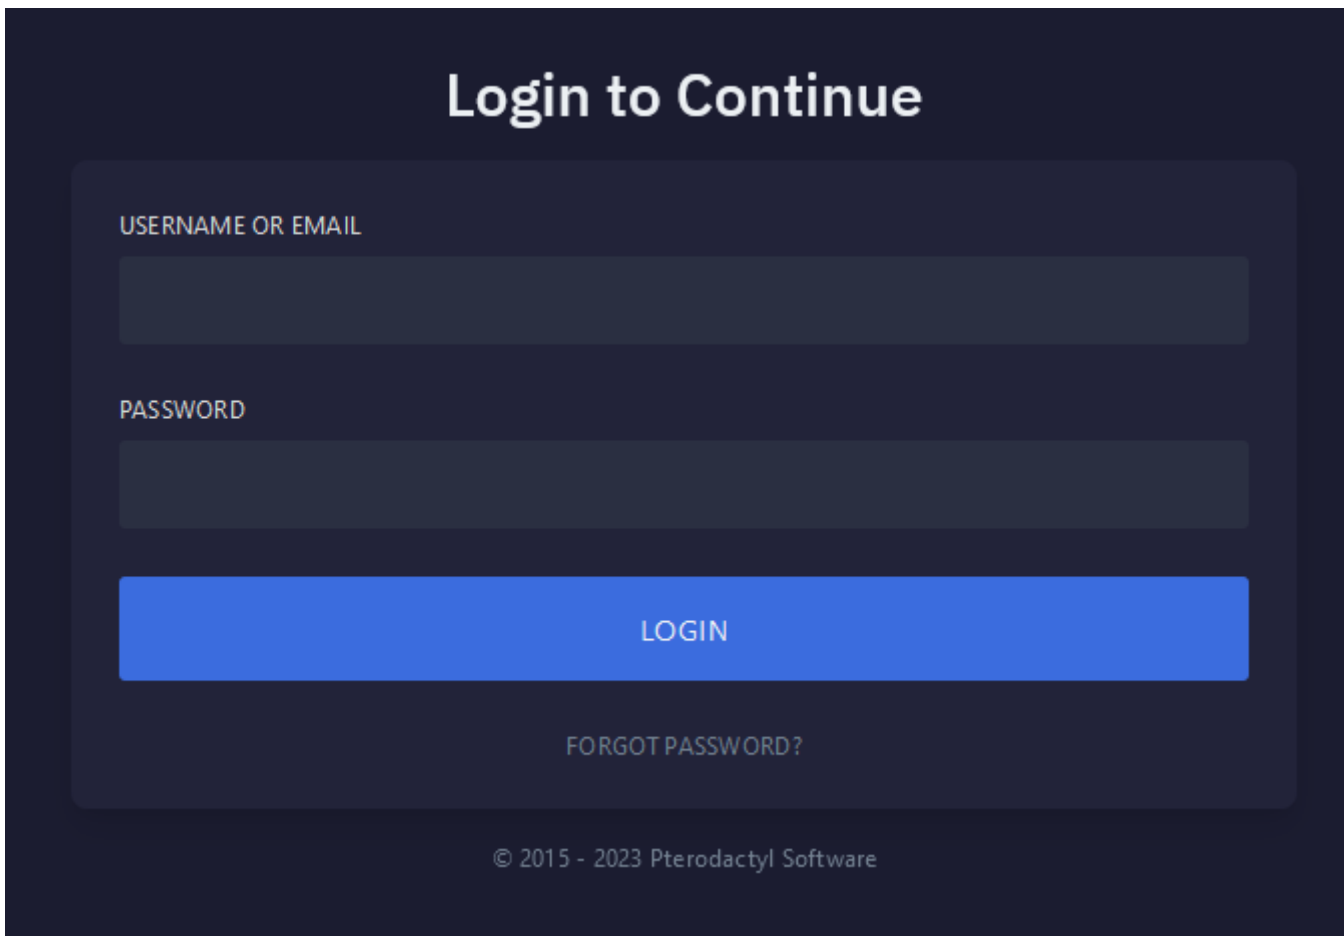 Login to Continue
USERNAME OR EMAIL
PASSWORD
LOGIN
FORGOT PASSWORD?
© 2015 - 2023 Pterodactyl Software